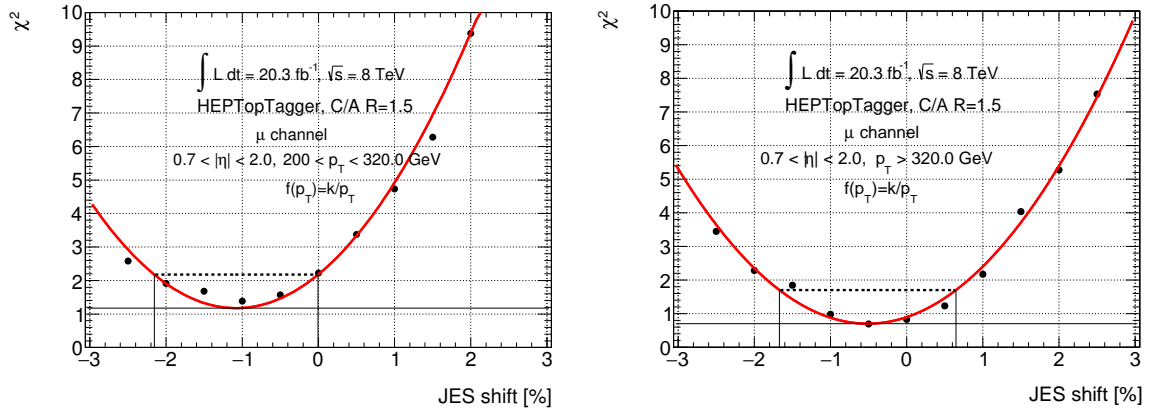 χ²
10
9
8
7
6
5
4
3
2
1
0
∫ L dt = 20.3 fb⁻¹, √s = 8 TeV
HEPTopTagger, C/A R=1.5
μ channel
0.7 < |η| < 2.0, 200 < p_T < 320.0 GeV
f(p_T)=k/p_T
−3 −2 −1 0 1 2 3
JES shift [%]
χ²
10
9
8
7
6
5
4
3
2
1
0
∫ L dt = 20.3 fb⁻¹, √s = 8 TeV
HEPTopTagger, C/A R=1.5
μ channel
0.7 < |η| < 2.0, p_T > 320.0 GeV
f(p_T)=k/p_T
−3 −2 −1 0 1 2 3
JES shift [%]